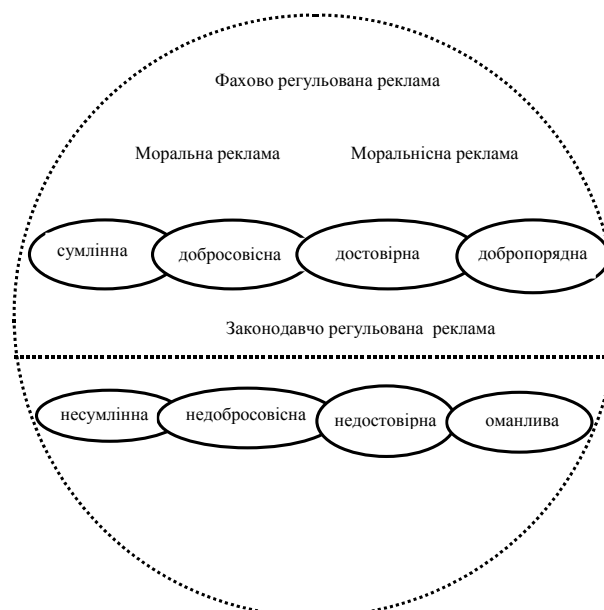 Фахово регульована реклама
Моральна реклама Моральнісна реклама
сумлінна добросовісна достовірна добропорядна
Законодавчо регульована реклама
несумлінна недобросовісна недостовірна оманлива